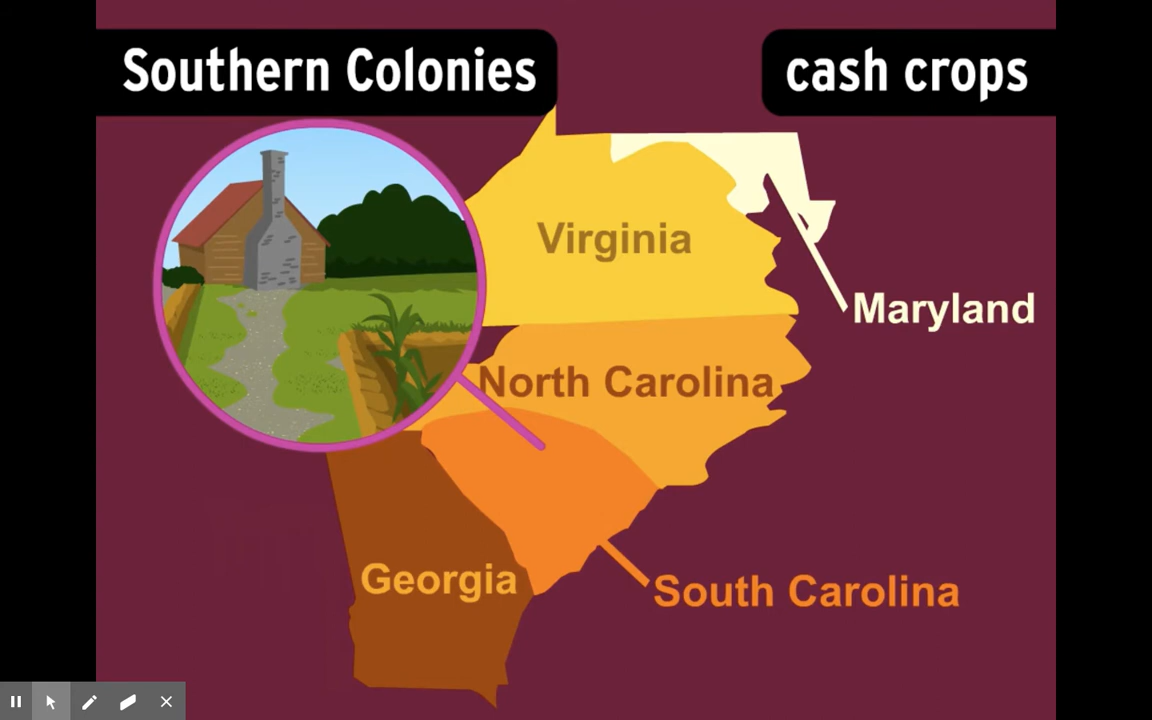 Southern Colonies
cash crops
Virginia
Maryland
North Carolina
Georgia
South Carolina